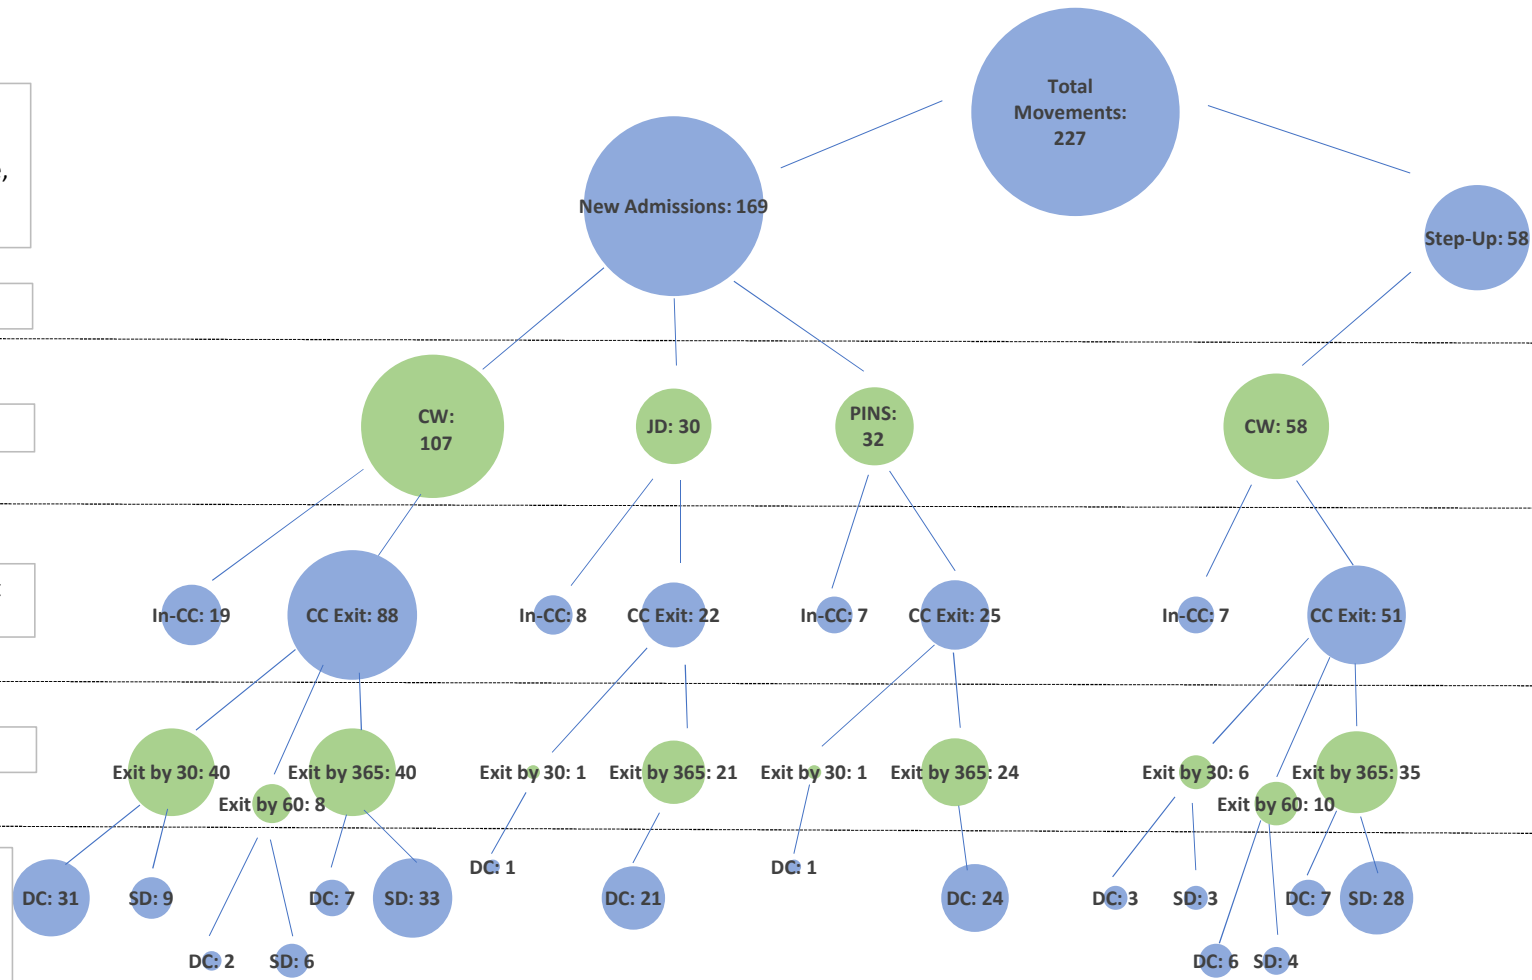 Total
Movements:
227
New Admissions: 169
Step-Up: 58
CW:
107
JD: 30
PINS:
32
CW: 58
In-CC: 19
CC Exit: 88
In-CC: 8
CC Exit: 22
In-CC: 7
CC Exit: 25
In-CC: 7
CC Exit: 51
Exit by 30: 40
Exit by 60: 8
Exit by 365: 40
Exit by 30: 1
Exit by 365: 21
Exit by 30: 1
Exit by 365: 24
Exit by 30: 6
Exit by 60: 10
Exit by 365: 35
DC: 31
SD: 9
DC: 2
SD: 6
DC: 7
SD: 33
DC: 1
DC: 21
DC: 1
DC: 24
DC: 3
SD: 3
DC: 6
SD: 4
DC: 7
SD: 28